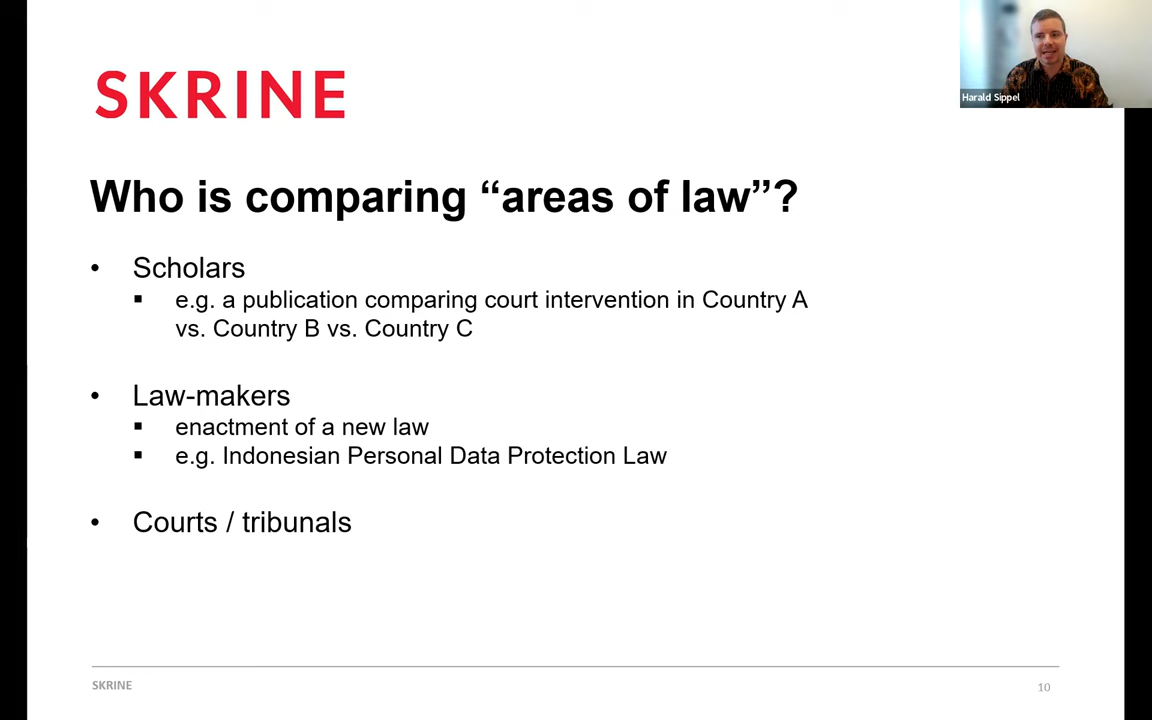 Harald Sippel
SKRINE
Who is comparing “areas of law”?
• Scholars
▪ e.g. a publication comparing court intervention in Country A
vs. Country B vs. Country C
• Law-makers
▪ enactment of a new law
▪ e.g. Indonesian Personal Data Protection Law
• Courts / tribunals
SKRINE
10